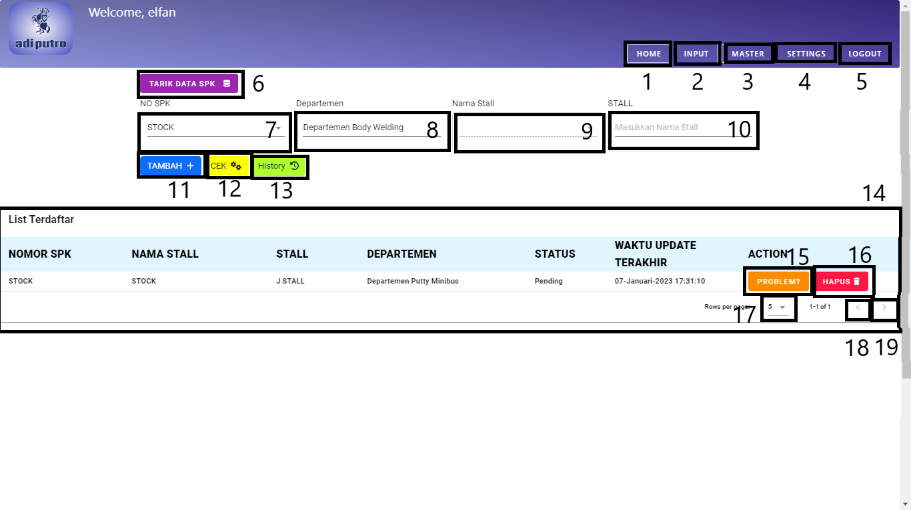 Welcome, elfan
adiputro
HOME INPUT MASTER SETTINGS LOGOUT
1 2 3 4 5
TARIK DATA SPK 6
NO SPK Departemen Nama Stall STALL
STOCK 7 Departemen Body Welding 8 9 Masukkan Nama Stall 10
TAMBAH + CEK History
11 12 13 14
List Terdaftar
NOMOR SPK NAMA STALL STALL DEPARTEMEN STATUS WAKTU UPDATE TERAKHIR ACTION 15 16
STOCK STOCK J STALL Departemen Putty Minibus Pending 07-Januari-2023 17:31:10 PROBLEM? HAPUS
Rows per page: 17 5 1-1 of 1
18 19